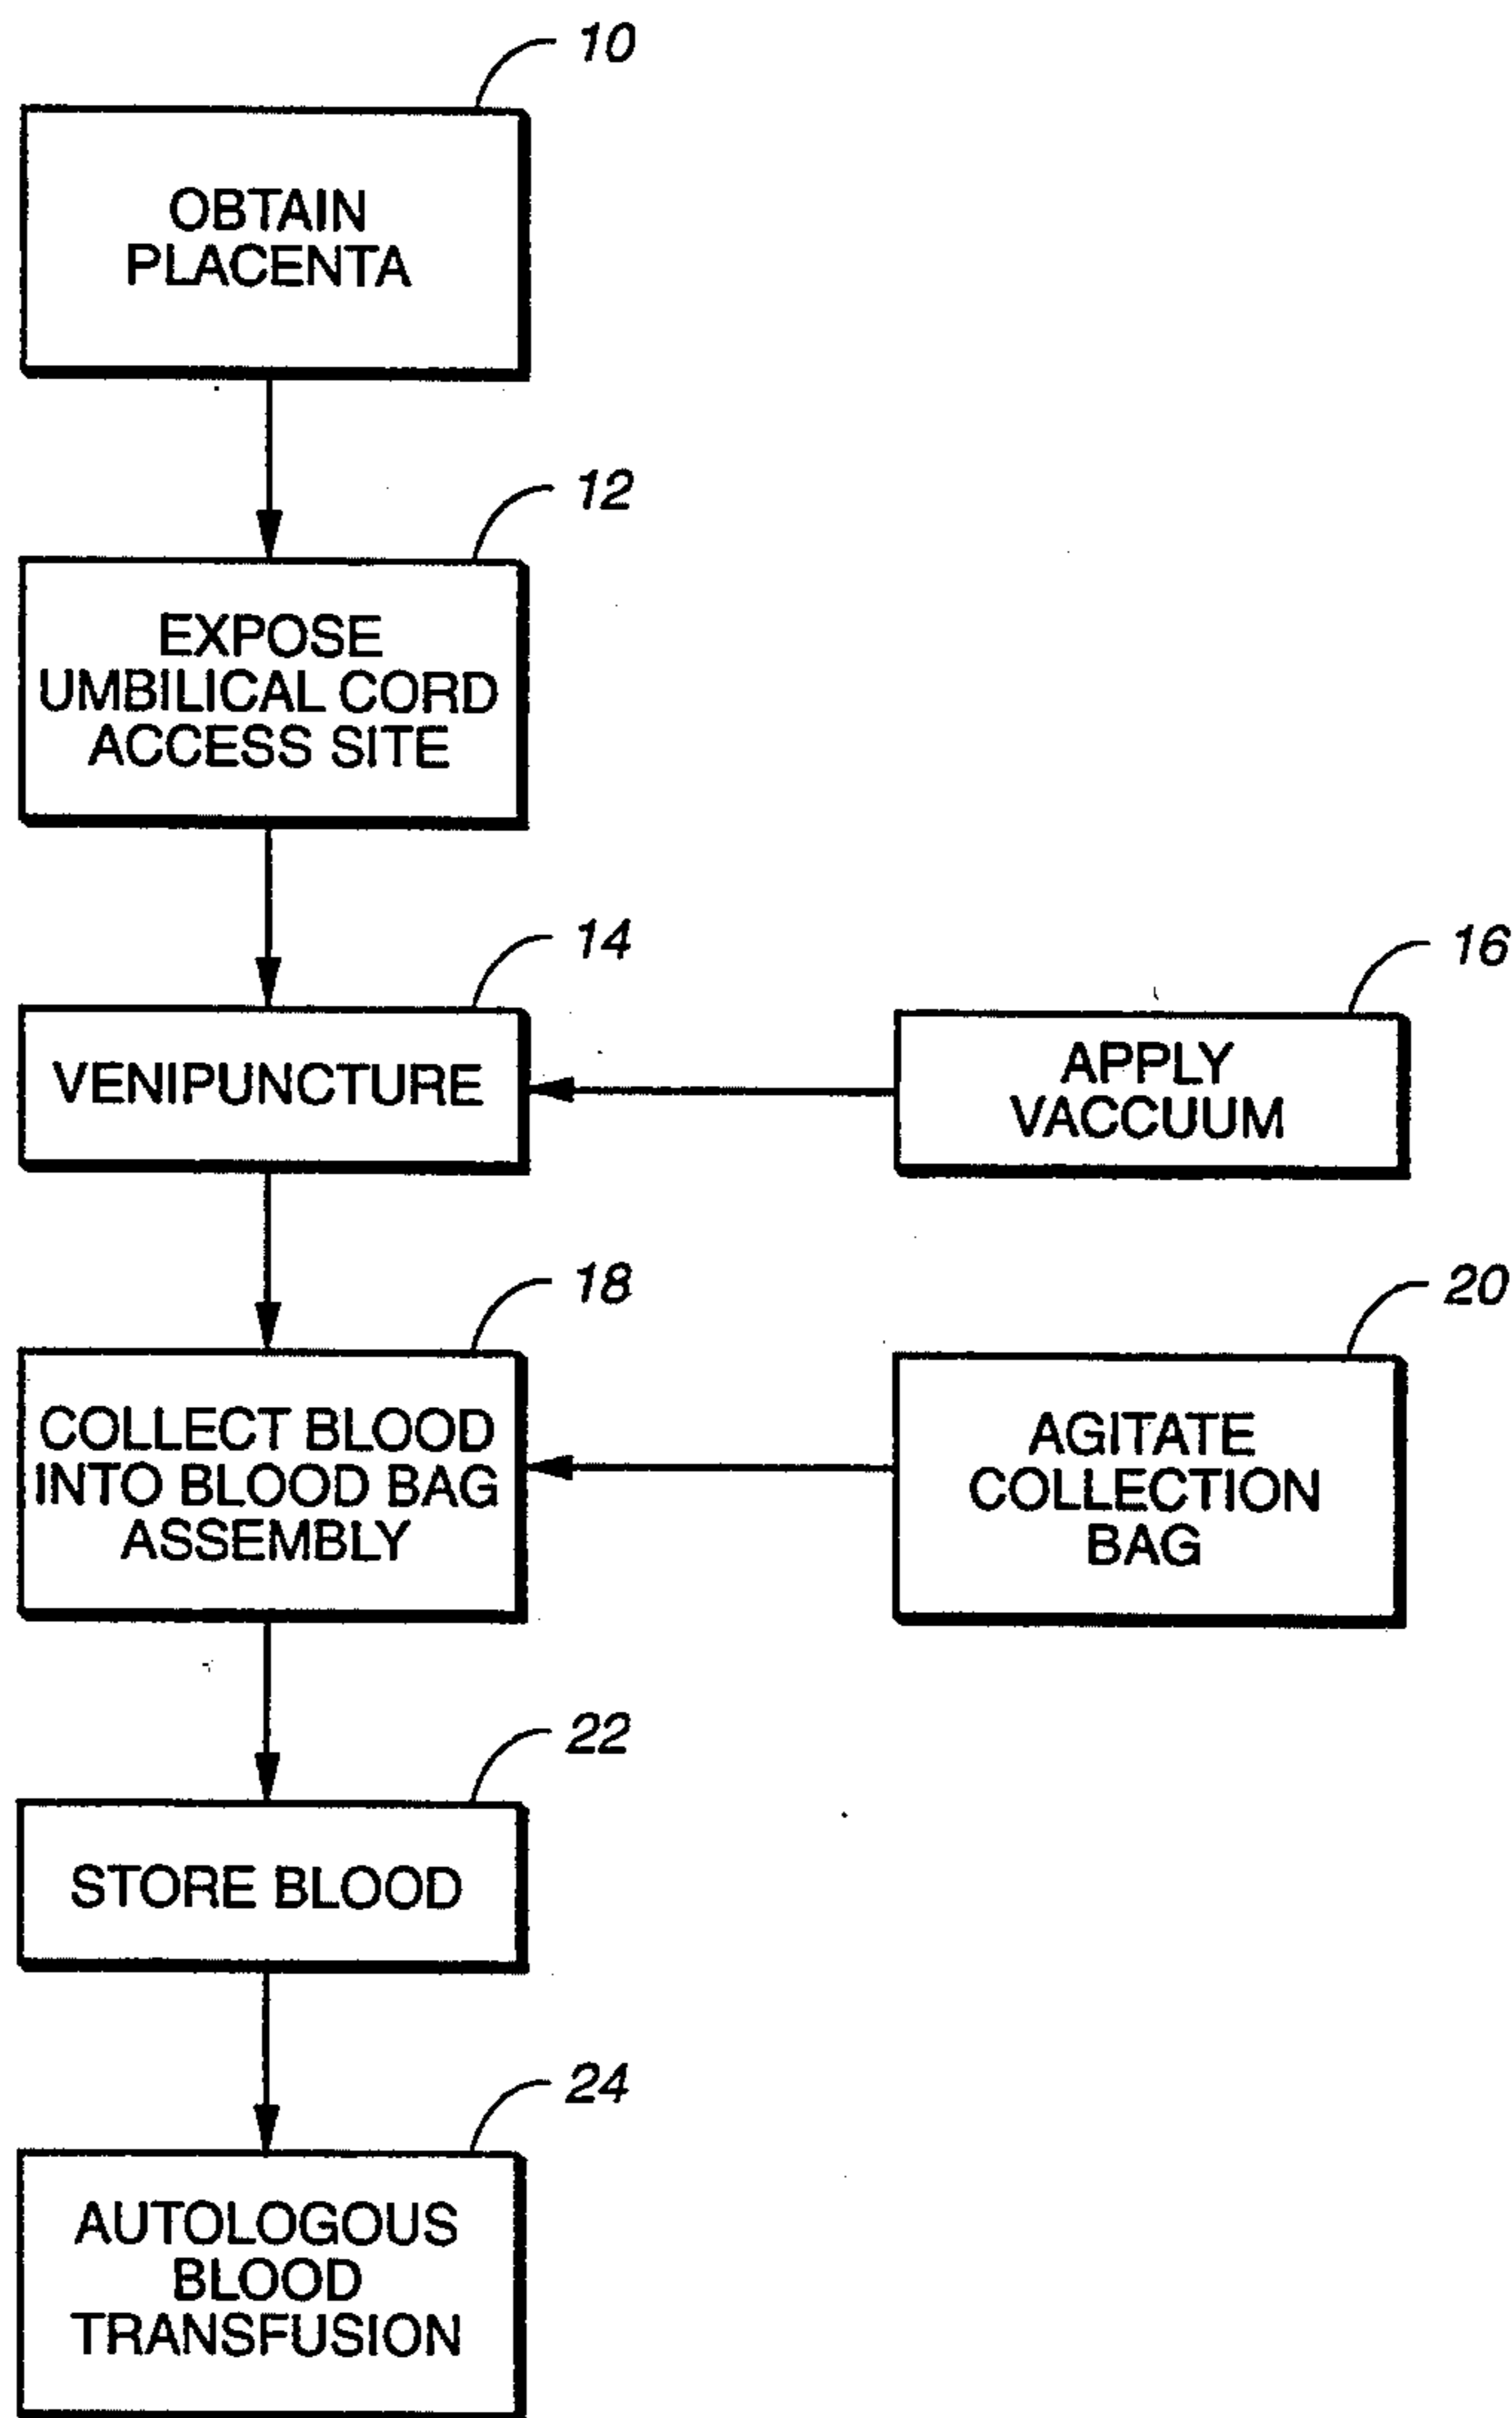 10
OBTAIN
PLACENTA
12
EXPOSE
UMBILICAL CORD
ACCESS SITE
14
VENIPUNCTURE
16
APPLY
VACCUUM
18
COLLECT BLOOD
INTO BLOOD BAG
ASSEMBLY
20
AGITATE
COLLECTION
BAG
22
STORE BLOOD
24
AUTOLOGOUS
BLOOD
TRANSFUSION